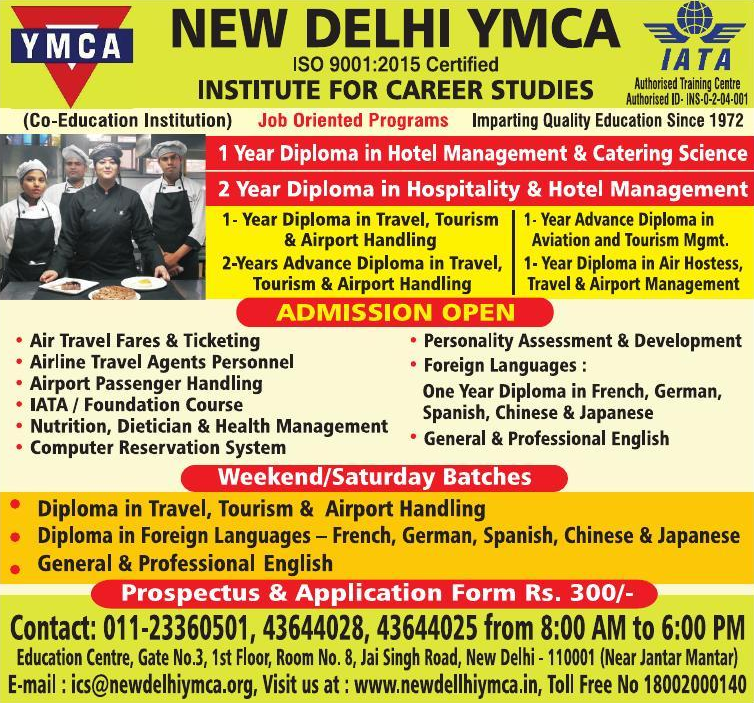 YMCA
NEW DELHI YMCA
ISO 9001:2015 Certified
INSTITUTE FOR CAREER STUDIES
IATA
Authorised Training Centre
Authorised ID- INS-0-2-04-001
(Co-Education Institution) Job Oriented Programs Imparting Quality Education Since 1972
1 Year Diploma in Hotel Management & Catering Science
2 Year Diploma in Hospitality & Hotel Management
1- Year Diploma in Travel, Tourism
& Airport Handling
2-Years Advance Diploma in Travel,
Tourism & Airport Handling
1- Year Advance Diploma in
Aviation and Tourism Mgmt.
1- Year Diploma in Air Hostess,
Travel & Airport Management
ADMISSION OPEN
• Air Travel Fares & Ticketing
• Airline Travel Agents Personnel
• Airport Passenger Handling
• IATA / Foundation Course
• Nutrition, Dietician & Health Management
• Computer Reservation System
• Personality Assessment & Development
• Foreign Languages :
One Year Diploma in French, German,
Spanish, Chinese & Japanese
• General & Professional English
Weekend/Saturday Batches
• Diploma in Travel, Tourism & Airport Handling
• Diploma in Foreign Languages – French, German, Spanish, Chinese & Japanese
• General & Professional English
Prospectus & Application Form Rs. 300/-
Contact: 011-23360501, 43644028, 43644025 from 8:00 AM to 6:00 PM
Education Centre, Gate No.3, 1st Floor, Room No. 8, Jai Singh Road, New Delhi - 110001 (Near Jantar Mantar)
E-mail : ics@newdelhiymca.org, Visit us at : www.newdellhiymca.in, Toll Free No 18002000140